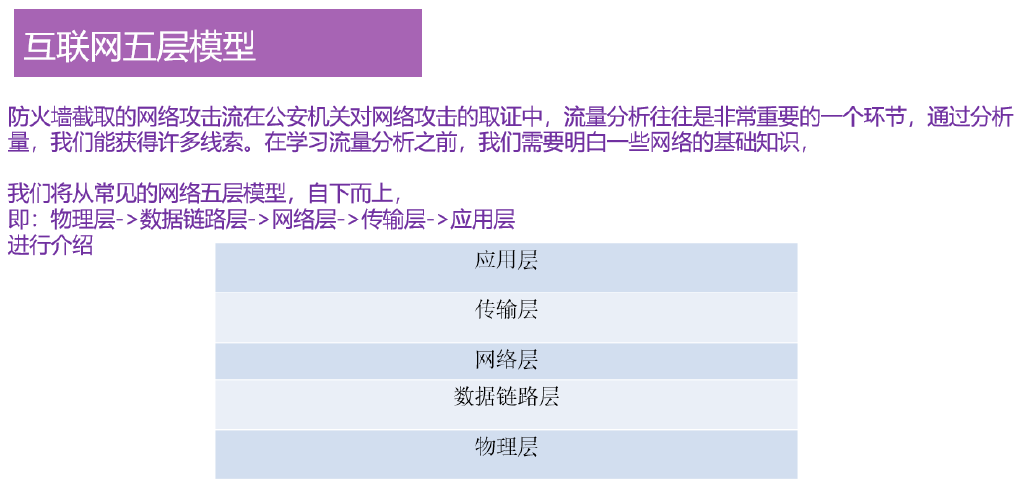 互联网五层模型
防火墙截取的网络攻击流在公安机关对网络攻击的取证中，流量分析往往是非常重要的一个环节，通过分析
量，我们能获得许多线索。在学习流量分析之前，我们需要明白一些网络的基础知识，
我们将从常见的网络五层模型，自下而上，
即：物理层->数据链路层->网络层->传输层->应用层
进行介绍
应用层
传输层
网络层
数据链路层
物理层